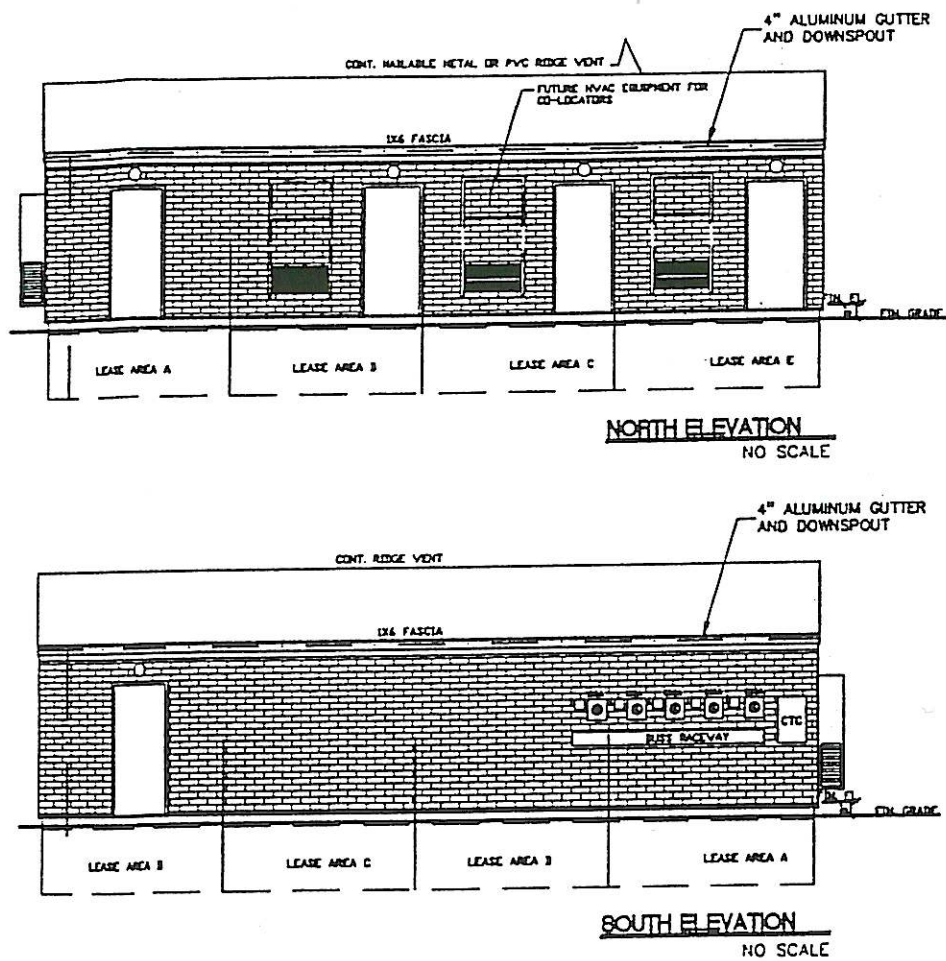 4" ALUMINUM GUTTER
AND DOWNSPOUT
CONT. NAILABLE METAL OR PVC RIDGE VENT
FUTURE HVAC EQUIPMENT FOR
CO-LOCATORS
1X6 FASCIA
FIN. FL
FIN. GRADE
LEASE AREA A
LEASE AREA B
LEASE AREA C
LEASE AREA E
NORTH ELEVATION
NO SCALE
4" ALUMINUM GUTTER
AND DOWNSPOUT
CONT. RIDGE VENT
1X6 FASCIA
CTC
BUSS RACEWAY
FIN. GRADE
LEASE AREA
LEASE AREA C
LEASE AREA
LEASE AREA A
SOUTH ELEVATION
NO SCALE